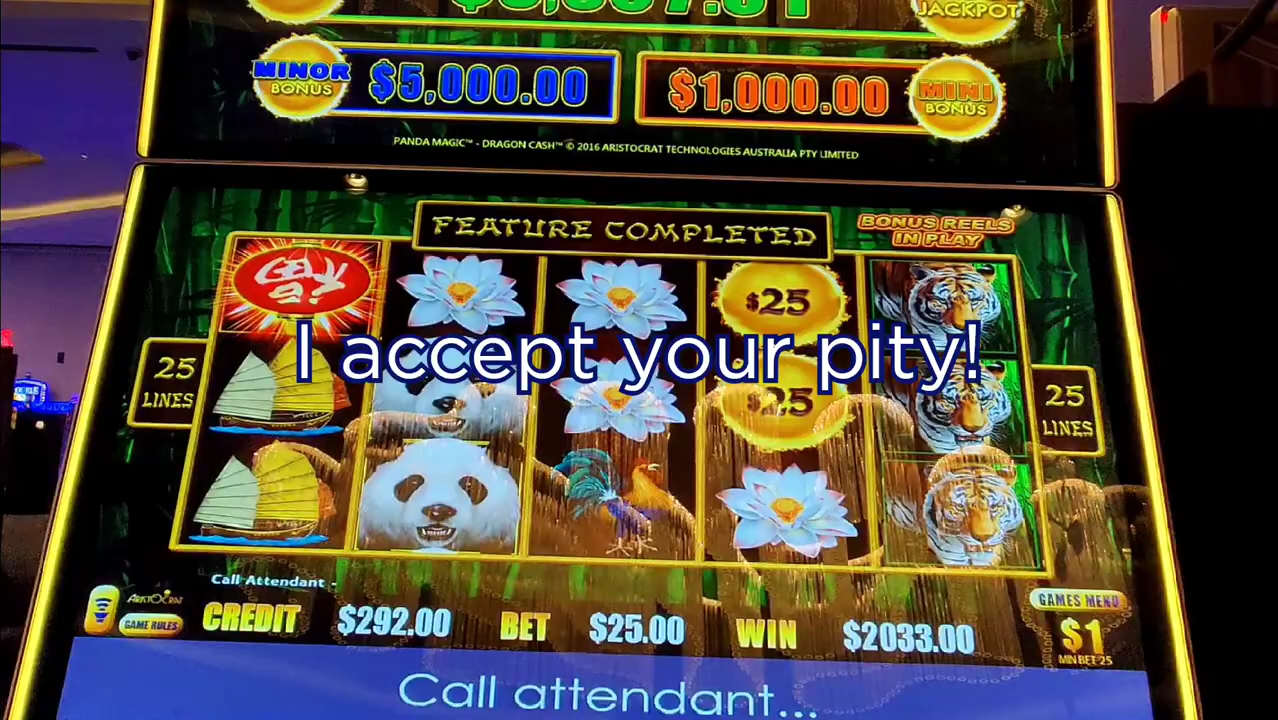 JACKPOT
MINOR
BONUS
$5,000.00
$1,000.00
MINI
BONUS
PANDA MAGIC™ - DRAGON CASH™ © 2016 ARISTOCRAT TECHNOLOGIES AUSTRALIA PTY LIMITED
FEATURE COMPLETED
BONUS REELS
IN PLAY
$25
I accept your pity!
25
LINES
$25
25
LINES
Call Attendant -
ARISTOCRAT
GAME RULES
CREDIT
$292.00
BET
$25.00
WIN
$2033.00
GAMES MENU
$1
MIN BET 25
Call attendant...